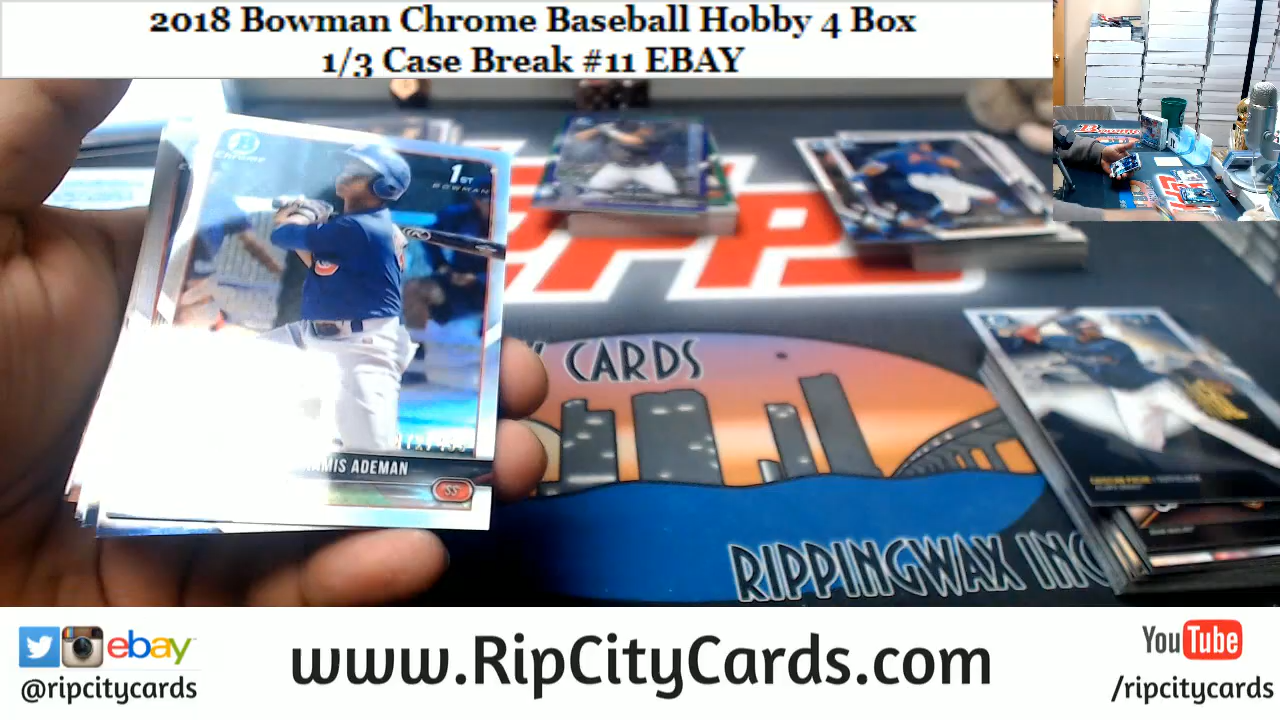 2018 Bowman Chrome Baseball Hobby 4 Box
1/3 Case Break #11 EBAY
Chrome
1ST
BOWMAN
ADEMAN
SS
CARDS
RIPPINGWAX INC
ebay
@ripcitycards
www.RipCityCards.com
YouTube
/ripcitycards